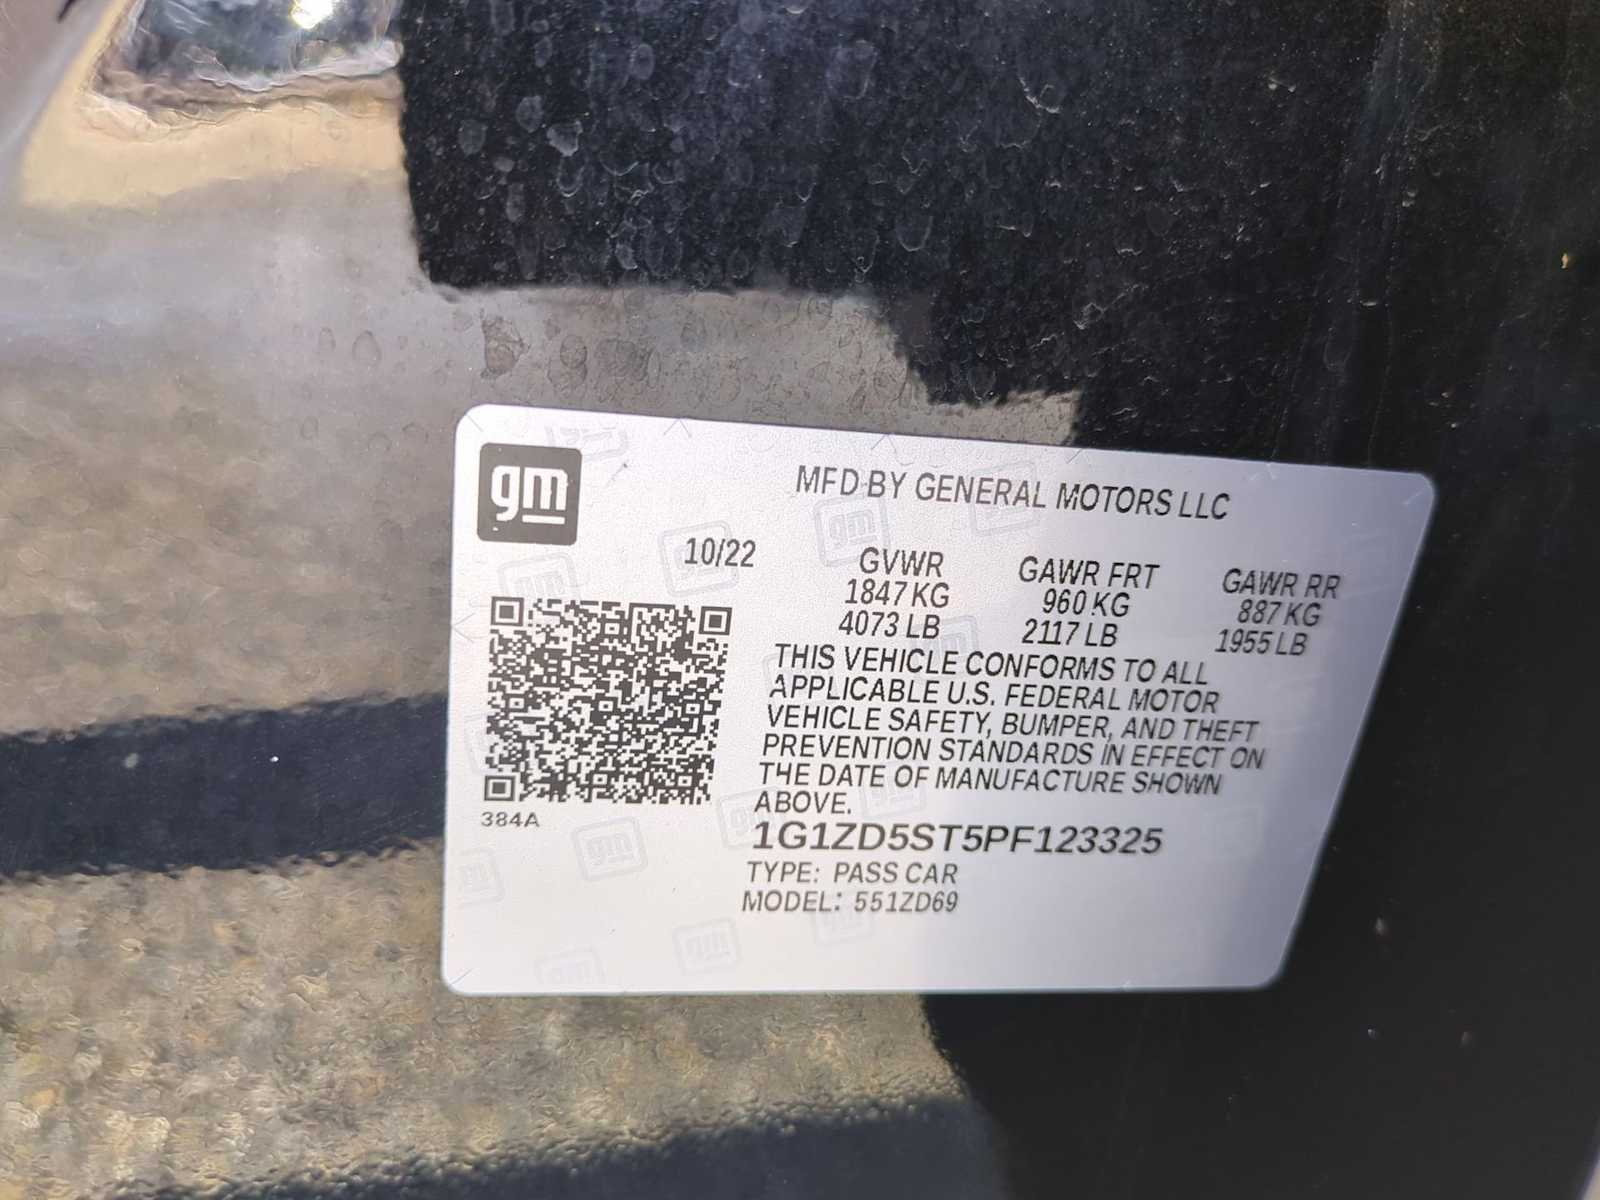 gm
MFD BY GENERAL MOTORS LLC
10/22
GVWR GAWR FRT GAWR RR
1847 KG 960 KG 887 KG
4073 LB 2117 LB 1955 LB
THIS VEHICLE CONFORMS TO ALL
APPLICABLE U.S. FEDERAL MOTOR
VEHICLE SAFETY, BUMPER, AND THEFT
PREVENTION STANDARDS IN EFFECT ON
THE DATE OF MANUFACTURE SHOWN
ABOVE.
384A
1G1ZD5ST5PF123325
TYPE: PASS CAR
MODEL: 551ZD69